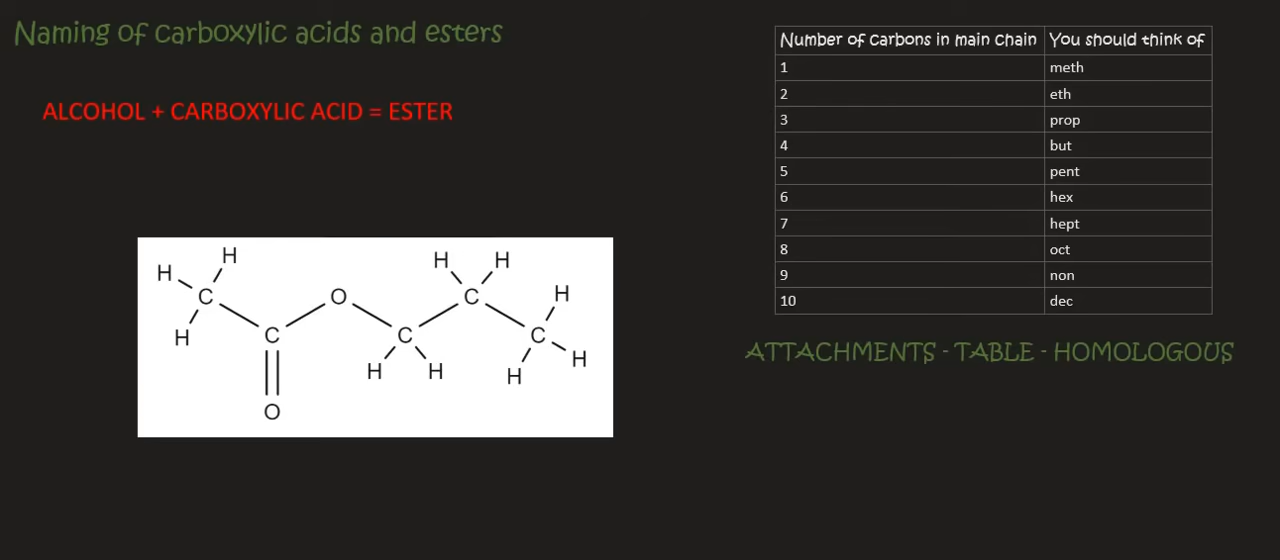 Naming of carboxylic acids and esters
ALCOHOL + CARBOXYLIC ACID = ESTER
Number of carbons in main chain You should think of
1 meth
2 eth
3 prop
4 but
5 pent
6 hex
7 hept
8 oct
9 non
10 dec
ATTACHMENTS - TABLE - HOMOLOGOUS
H H H H
H C O C H
H C C C H
H H H
O